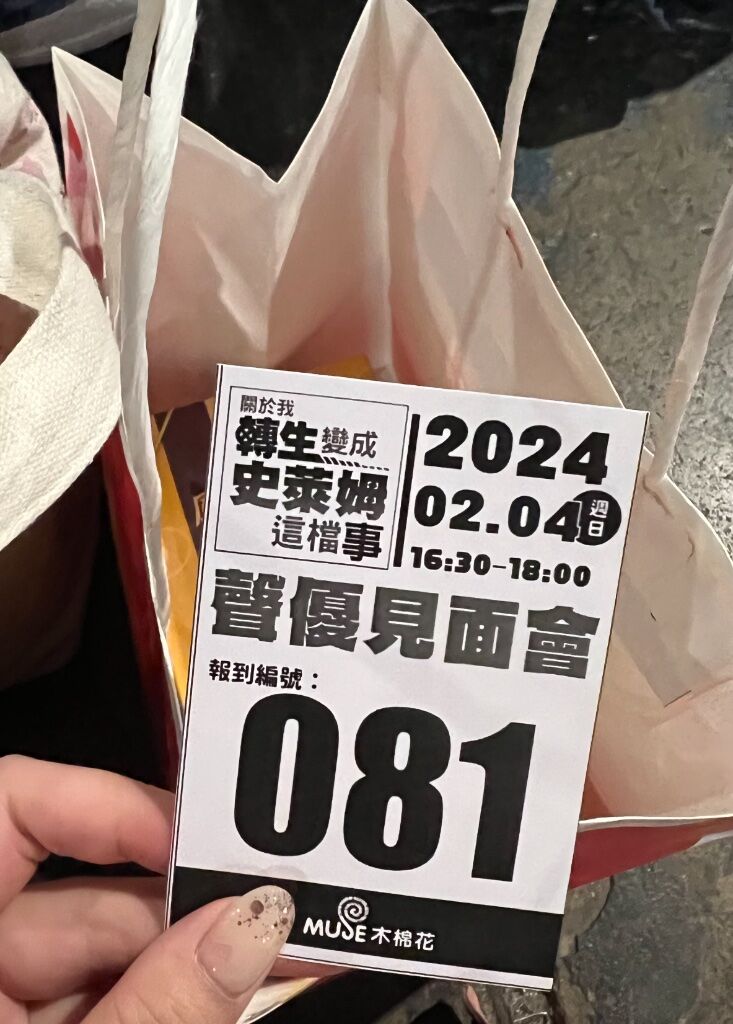 關於我
轉生變成
史萊姆
這檔事
2024
02.04 週日
16:30-18:00
聲優見面會
報到編號：
081
MUSE 木棉花